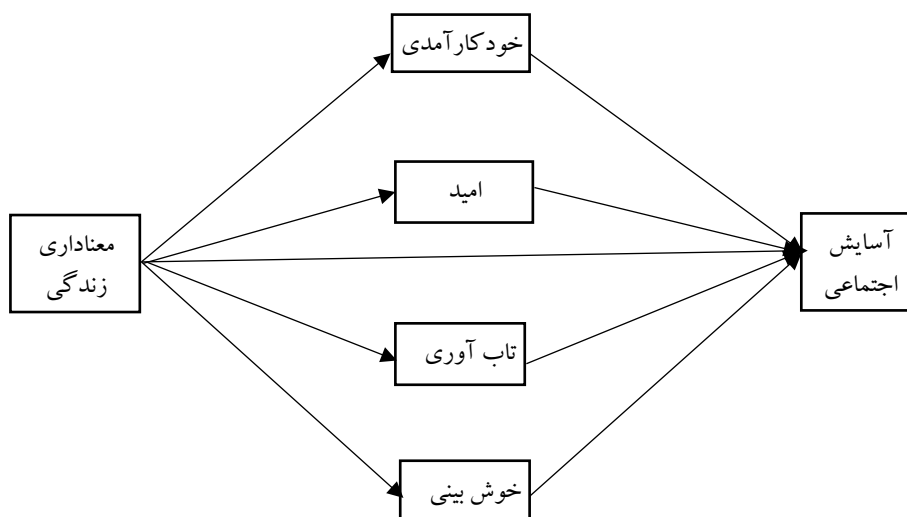 خودکارآمدی
امید
معناداری
زندگی
آسایش
اجتماعی
تاب آوری
خوش بینی